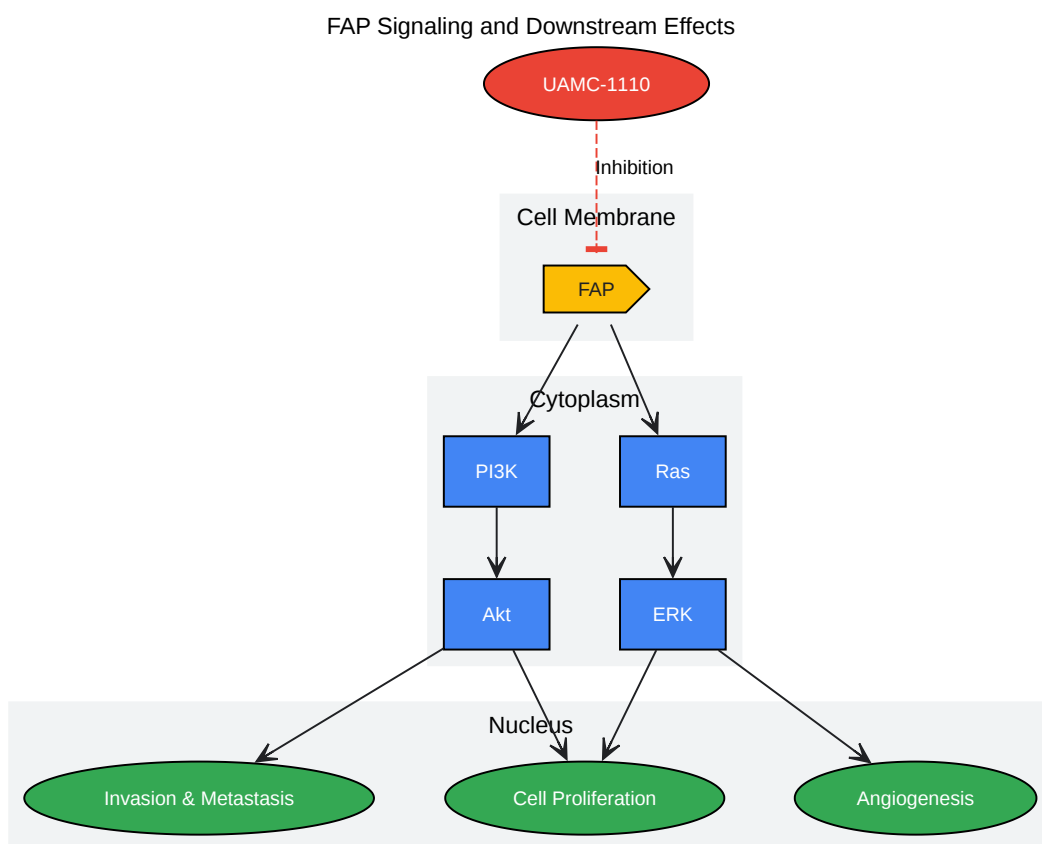 FAP Signaling and Downstream Effects
UAMC-1110
Inhibition
Cell Membrane
FAP
Cytoplasm
PI3K
Ras
Akt
ERK
Nucleus
Invasion & Metastasis
Cell Proliferation
Angiogenesis